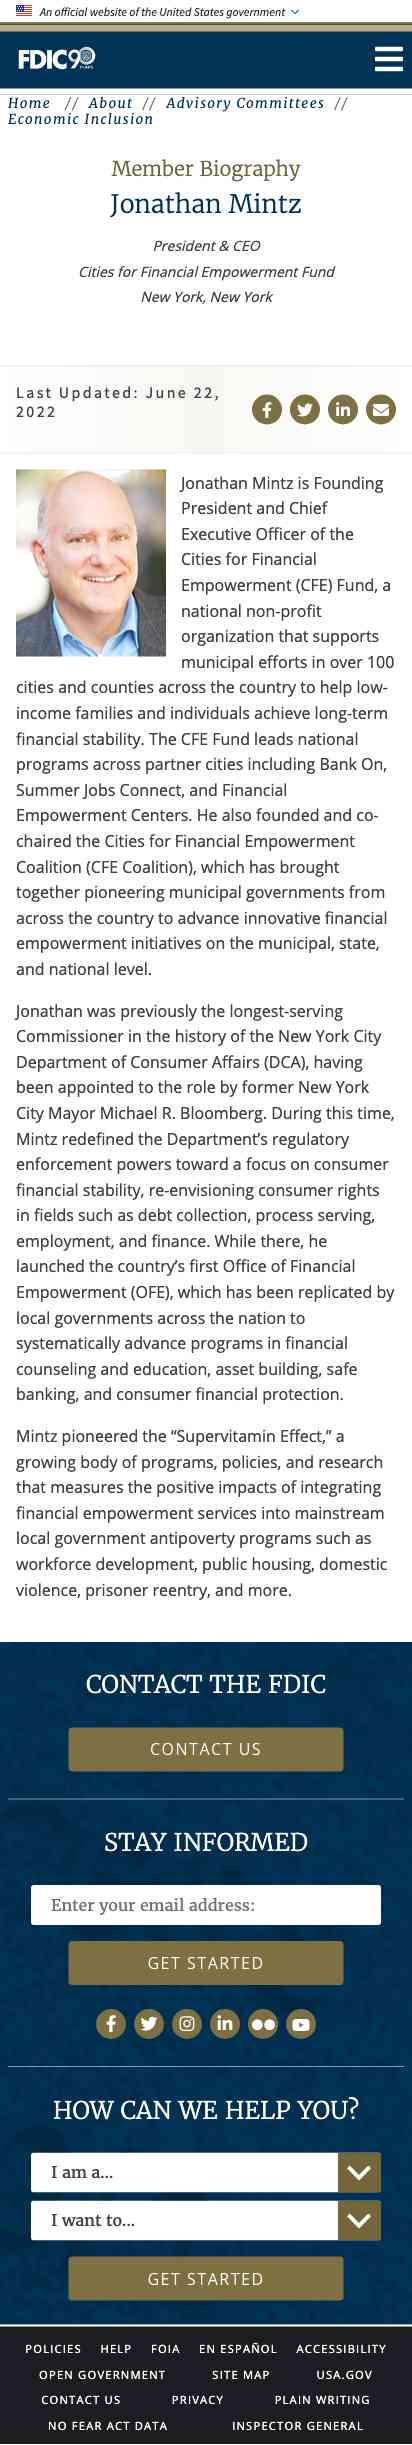 An official website of the United States government
FDIC 90 YEARS
Home // About // Advisory Committees //
Economic Inclusion
Member Biography
Jonathan Mintz
President & CEO
Cities for Financial Empowerment Fund
New York, New York
Last Updated: June 22,
2022
Jonathan Mintz is Founding
President and Chief
Executive Officer of the
Cities for Financial
Empowerment (CFE) Fund, a
national non-profit
organization that supports
municipal efforts in over 100
cities and counties across the country to help low-
income families and individuals achieve long-term
financial stability. The CFE Fund leads national
programs across partner cities including Bank On,
Summer Jobs Connect, and Financial
Empowerment Centers. He also founded and co-
chaired the Cities for Financial Empowerment
Coalition (CFE Coalition), which has brought
together pioneering municipal governments from
across the country to advance innovative financial
empowerment initiatives on the municipal, state,
and national level.
Jonathan was previously the longest-serving
Commissioner in the history of the New York City
Department of Consumer Affairs (DCA), having
been appointed to the role by former New York
City Mayor Michael R. Bloomberg. During this time,
Mintz redefined the Department’s regulatory
enforcement powers toward a focus on consumer
financial stability, re-envisioning consumer rights
in fields such as debt collection, process serving,
employment, and finance. While there, he
launched the country’s first Office of Financial
Empowerment (OFE), which has been replicated by
local governments across the nation to
systematically advance programs in financial
counseling and education, asset building, safe
banking, and consumer financial protection.
Mintz pioneered the “Supervitamin Effect,” a
growing body of programs, policies, and research
that measures the positive impacts of integrating
financial empowerment services into mainstream
local government antipoverty programs such as
workforce development, public housing, domestic
violence, prisoner reentry, and more.
CONTACT THE FDIC
CONTACT US
STAY INFORMED
Enter your email address:
GET STARTED
HOW CAN WE HELP YOU?
I am a...
I want to...
GET STARTED
POLICIES HELP FOIA EN ESPAÑOL ACCESSIBILITY
OPEN GOVERNMENT SITE MAP USA.GOV
CONTACT US PRIVACY PLAIN WRITING
NO FEAR ACT DATA INSPECTOR GENERAL